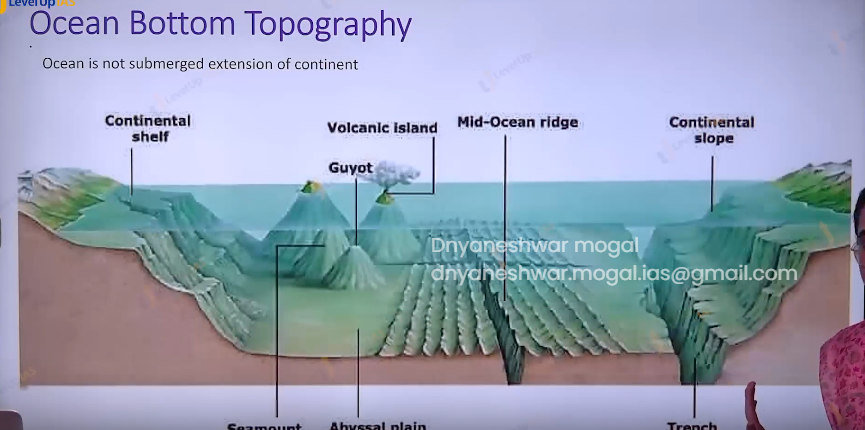 LevelUp
Ocean Bottom Topography
Ocean is not submerged extension of continent
Continental
shelf
Volcanic island
Mid-Ocean ridge
Continental
slope
Guyot
Dnyaneshwar mogal
dnyaneshwar.mogal.ias@gmail.com
Seamount
Abyssal plain
Trench